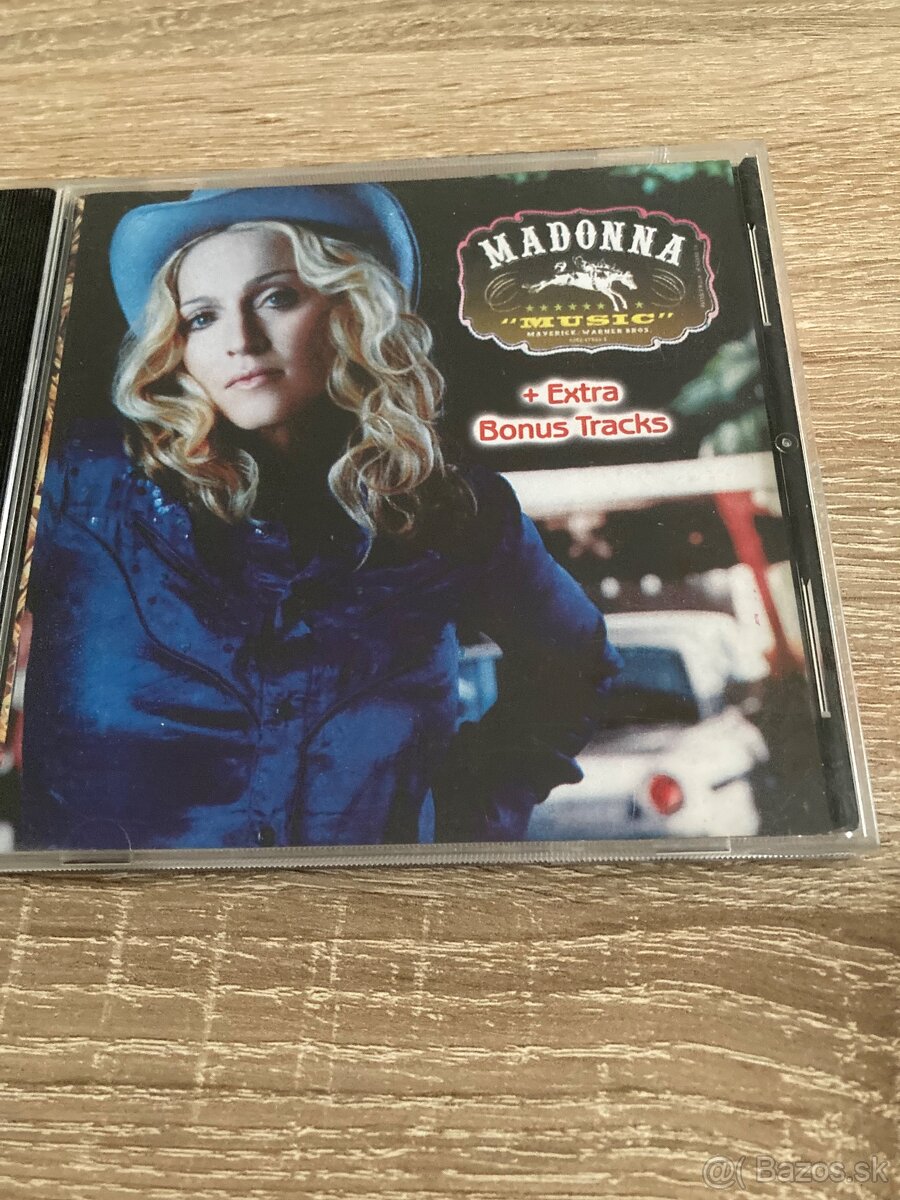 MADONNA
"MUSIC"
MAVERICK/WARNER BROS.
+ Extra
Bonus Tracks
@( Bazos.sk